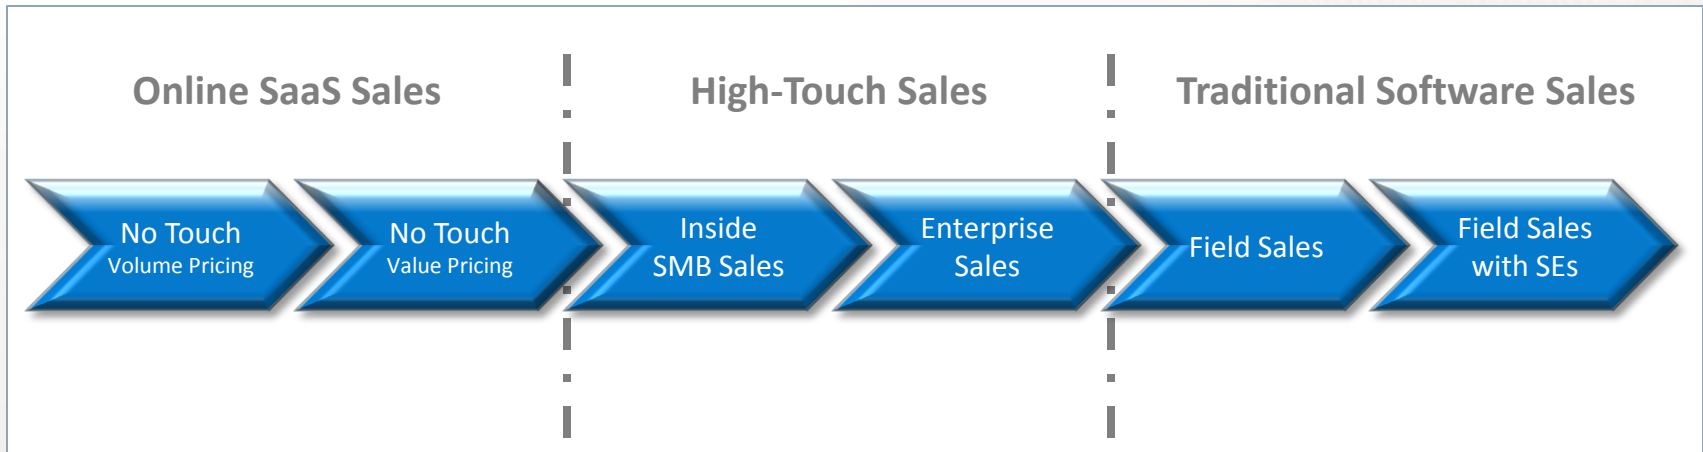 Online SaaS Sales
High-Touch Sales
Traditional Software Sales
No Touch
Volume Pricing
No Touch
Value Pricing
Inside
SMB Sales
Enterprise
Sales
Field Sales
Field Sales
with SEs